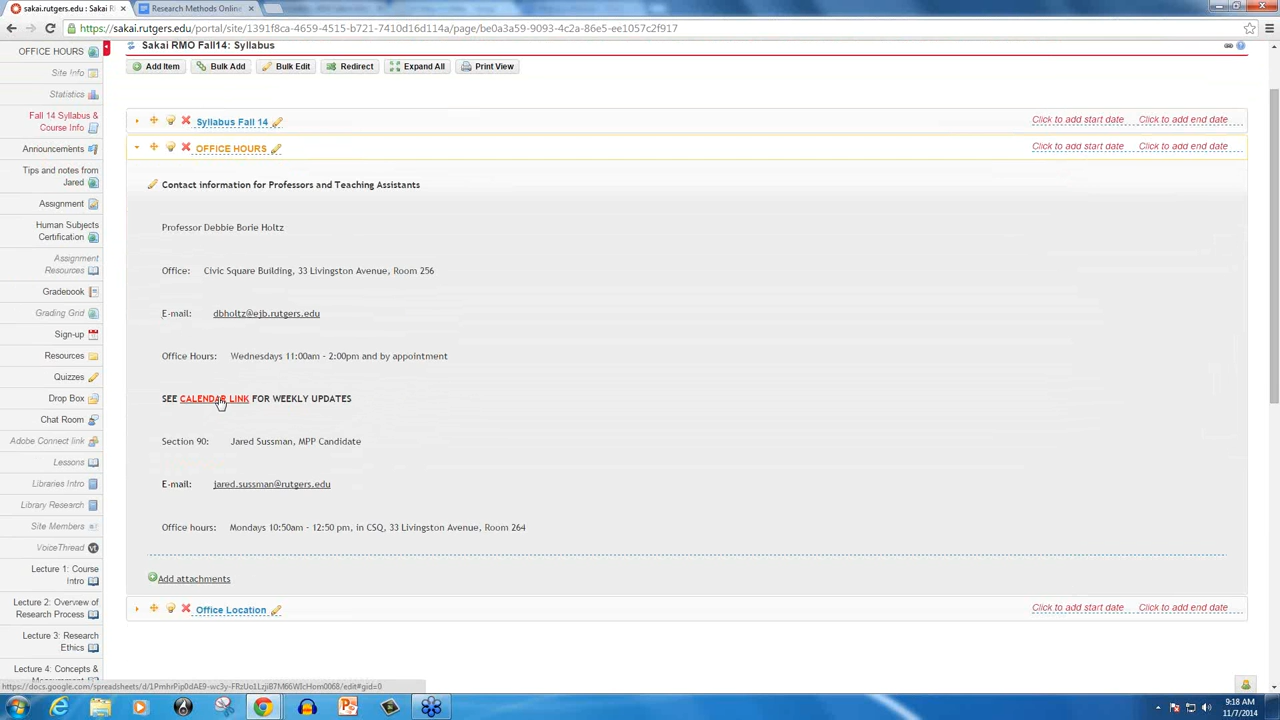 sakai.rutgers.edu : Sakai R
Research Methods Online
https://sakai.rutgers.edu/portal/site/1391f8ca-4659-4515-b721-7410d16d114a/page/be0a3a59-9093-4c2a-86e5-ee1057c2f917
OFFICE HOURS
Site Info
Statistics
Fall 14 Syllabus &
Course Info
Announcements
Tips and notes from
Jared
Assignment
Human Subjects
Certification
Assignment
Resources
Gradebook
Grading Grid
Sign-up
Resources
Quizzes
Drop Box
Chat Room
Adobe Connect link
Lessons
Libraries Intro
Library Research
Site Members
VoiceThread
Lecture 1: Course
Intro
Lecture 2: Overview of
Research Process
Lecture 3: Research
Ethics
Lecture 4: Concepts &
Sakai RMO Fall14: Syllabus
Add Item Bulk Add Bulk Edit Redirect Expand All Print View
Syllabus Fall 14 Click to add start date Click to add end date
OFFICE HOURS Click to add start date Click to add end date
Contact information for Professors and Teaching Assistants
Professor Debbie Borie Holtz
Office: Civic Square Building, 33 Livingston Avenue, Room 256
E-mail: dbholtz@ejb.rutgers.edu
Office Hours: Wednesdays 11:00am - 2:00pm and by appointment
SEE CALENDAR LINK FOR WEEKLY UPDATES
Section 90: Jared Sussman, MPP Candidate
E-mail: jared.sussman@rutgers.edu
Office hours: Mondays 10:50am - 12:50 pm, in CSQ, 33 Livingston Avenue, Room 264
Add attachments
Office Location Click to add start date Click to add end date
9:18 AM
11/7/2014